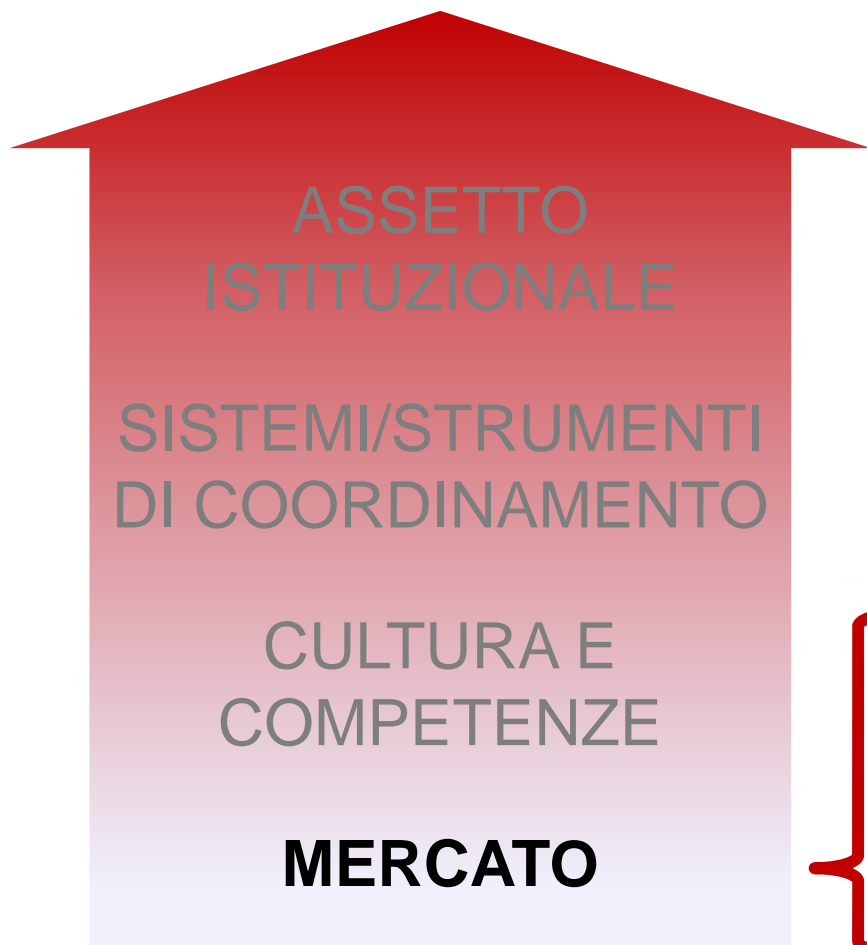 ASSETTO
ISTITUZIONALE
SISTEMI/STRUMENTI
DI COORDINAMENTO
CULTURA E
COMPETENZE
MERCATO